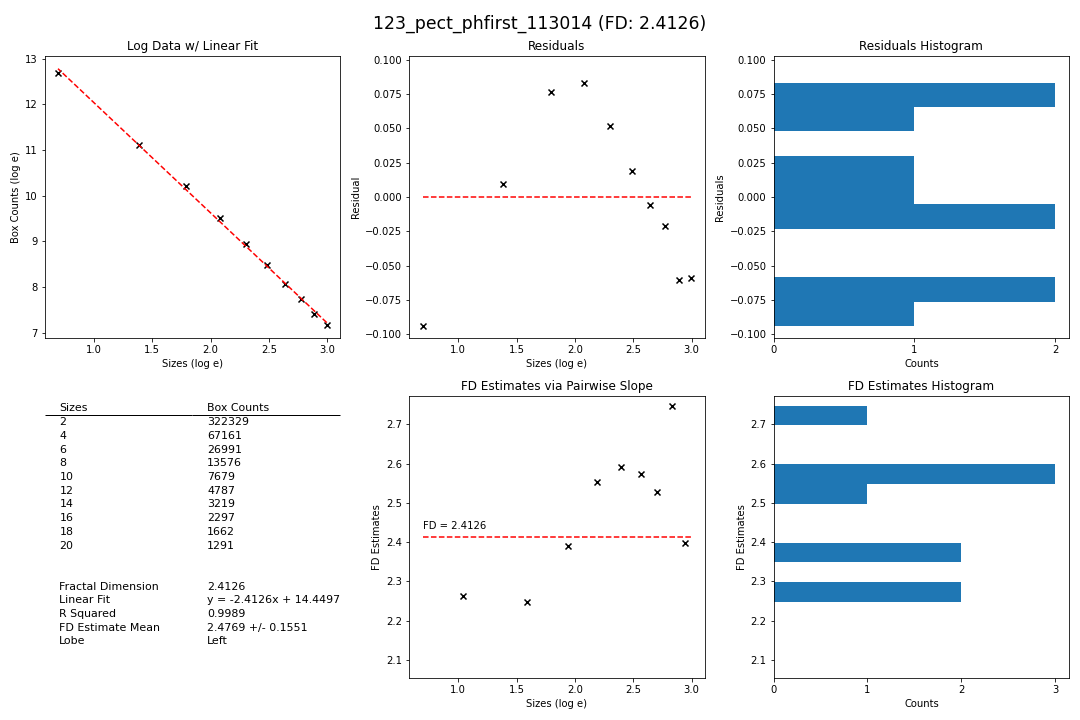 123_pect_phfirst_113014 (FD: 2.4126)
Log Data w/ Linear Fit
13
12
11
10
9
8
7
Box Counts (log e)
1.0 1.5 2.0 2.5 3.0
Sizes (log e)
Residuals
0.100
0.075
0.050
0.025
0.000
−0.025
−0.050
−0.075
−0.100
Residual
1.0 1.5 2.0 2.5 3.0
Sizes (log e)
Residuals Histogram
0.100
0.075
0.050
0.025
0.000
−0.025
−0.050
−0.075
−0.100
Residuals
0 1 2
Counts
Sizes Box Counts
2 322329
4 67161
6 26991
8 13576
10 7679
12 4787
14 3219
16 2297
18 1662
20 1291
Fractal Dimension 2.4126
Linear Fit y = -2.4126x + 14.4497
R Squared 0.9989
FD Estimate Mean 2.4769 +/- 0.1551
Lobe Left
FD Estimates via Pairwise Slope
2.7
2.6
2.5
2.4
2.3
2.2
2.1
FD Estimates
FD = 2.4126
1.0 1.5 2.0 2.5 3.0
Sizes (log e)
FD Estimates Histogram
2.7
2.6
2.5
2.4
2.3
2.2
2.1
FD Estimates
0 1 2 3
Counts